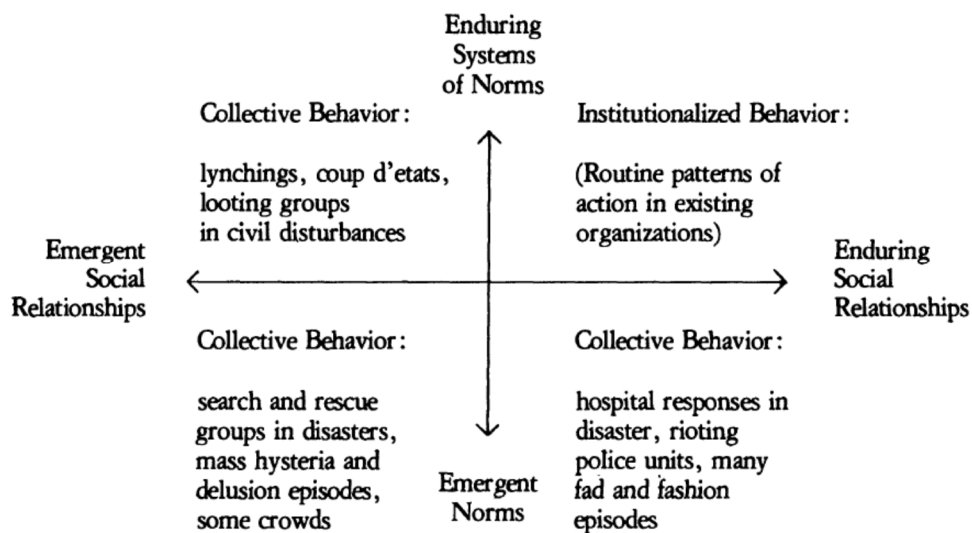 Enduring
Systems
of Norms
Collective Behavior:
lynchings, coup d'etats,
looting groups
in civil disturbances
Institutionalized Behavior:
(Routine patterns of
action in existing
organizations)
Emergent
Social
Relationships
Enduring
Social
Relationships
Collective Behavior:
search and rescue
groups in disasters,
mass hysteria and
delusion episodes,
some crowds
Emergent
Norms
Collective Behavior:
hospital responses in
disaster, rioting
police units, many
fad and fashion
episodes